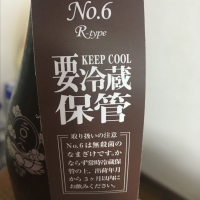 No.6
R-type
KEEP COOL
要冷蔵
保管
取り扱いの注意
No.6は無殺菌の
なまざけです。か
ならず常時冷蔵保
管の上、出荷年月
から3ヶ月以内に
お飲みください。